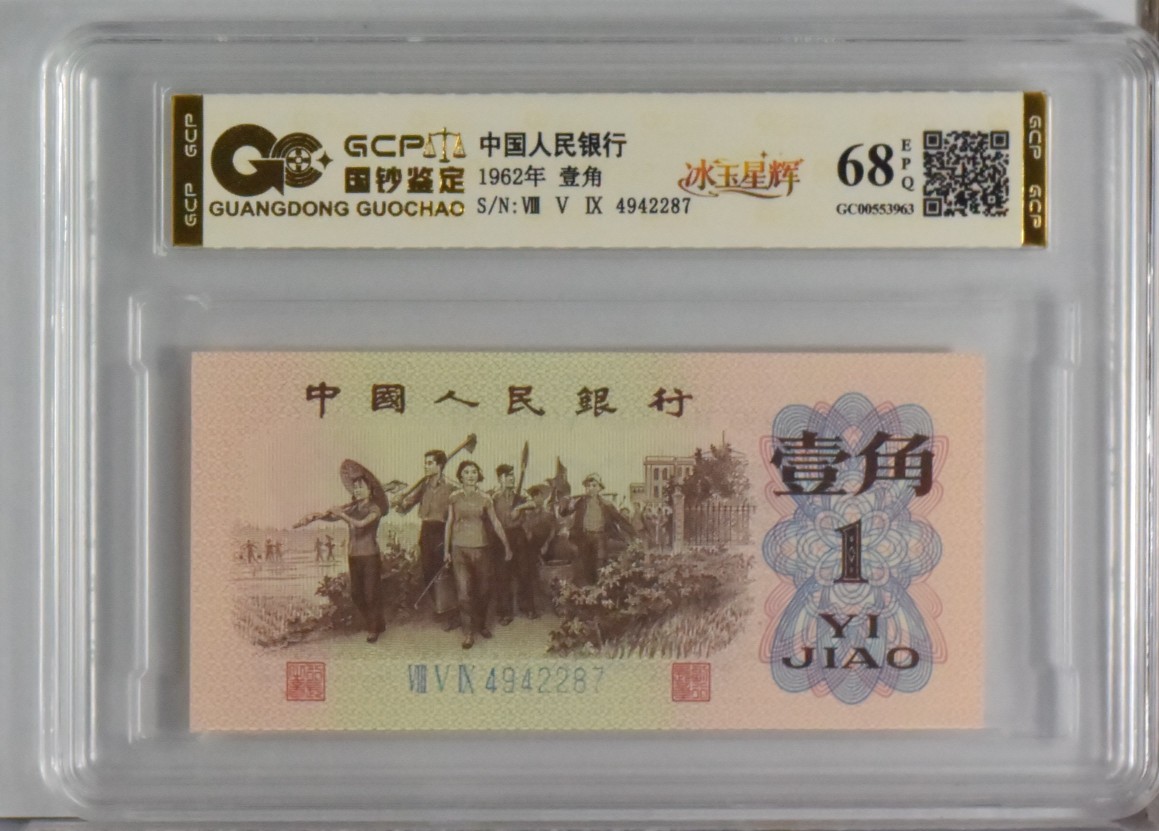 GCP
GCP
GCP
国钞鉴定
GUANGDONG GUOCHAO
中国人民银行
1962年 壹角
S/N:Ⅷ Ⅴ Ⅸ 4942287
冰玉星辉
68
EPQ
GC00553963
GCP
GCP
中國人民銀行
壹角
1
YI
JIAO
Ⅷ Ⅴ Ⅸ 4942287